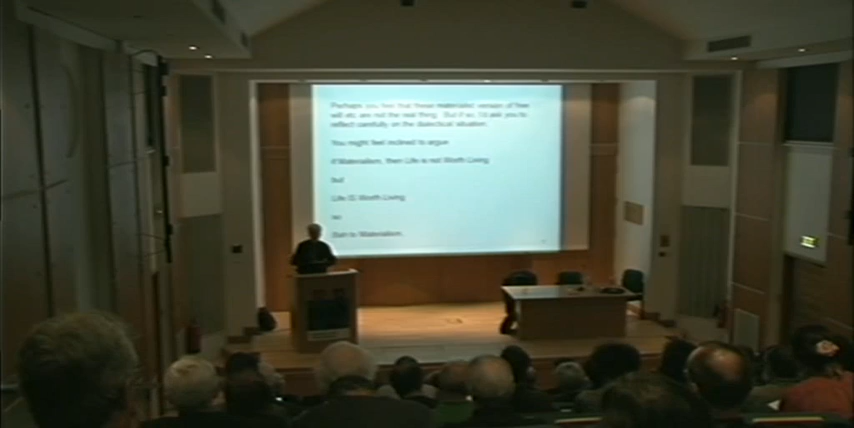 Perhaps you feel that these materialist version of free
will etc are not the real thing. But if so, I'd ask you to
reflect carefully on the dialectical situation.
You might feel inclined to argue
if Materialism, then Life is not Worth Living
but
Life IS Worth Living
so
Bah to Materialism.